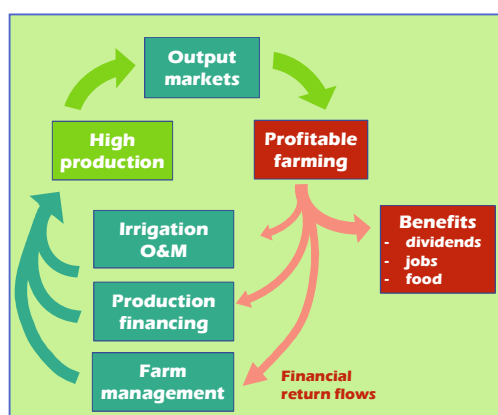 Output
markets
High
production
Profitable
farming
Irrigation
O&M
Benefits
- dividends
- jobs
- food
Production
financing
Farm
management
Financial
return flows